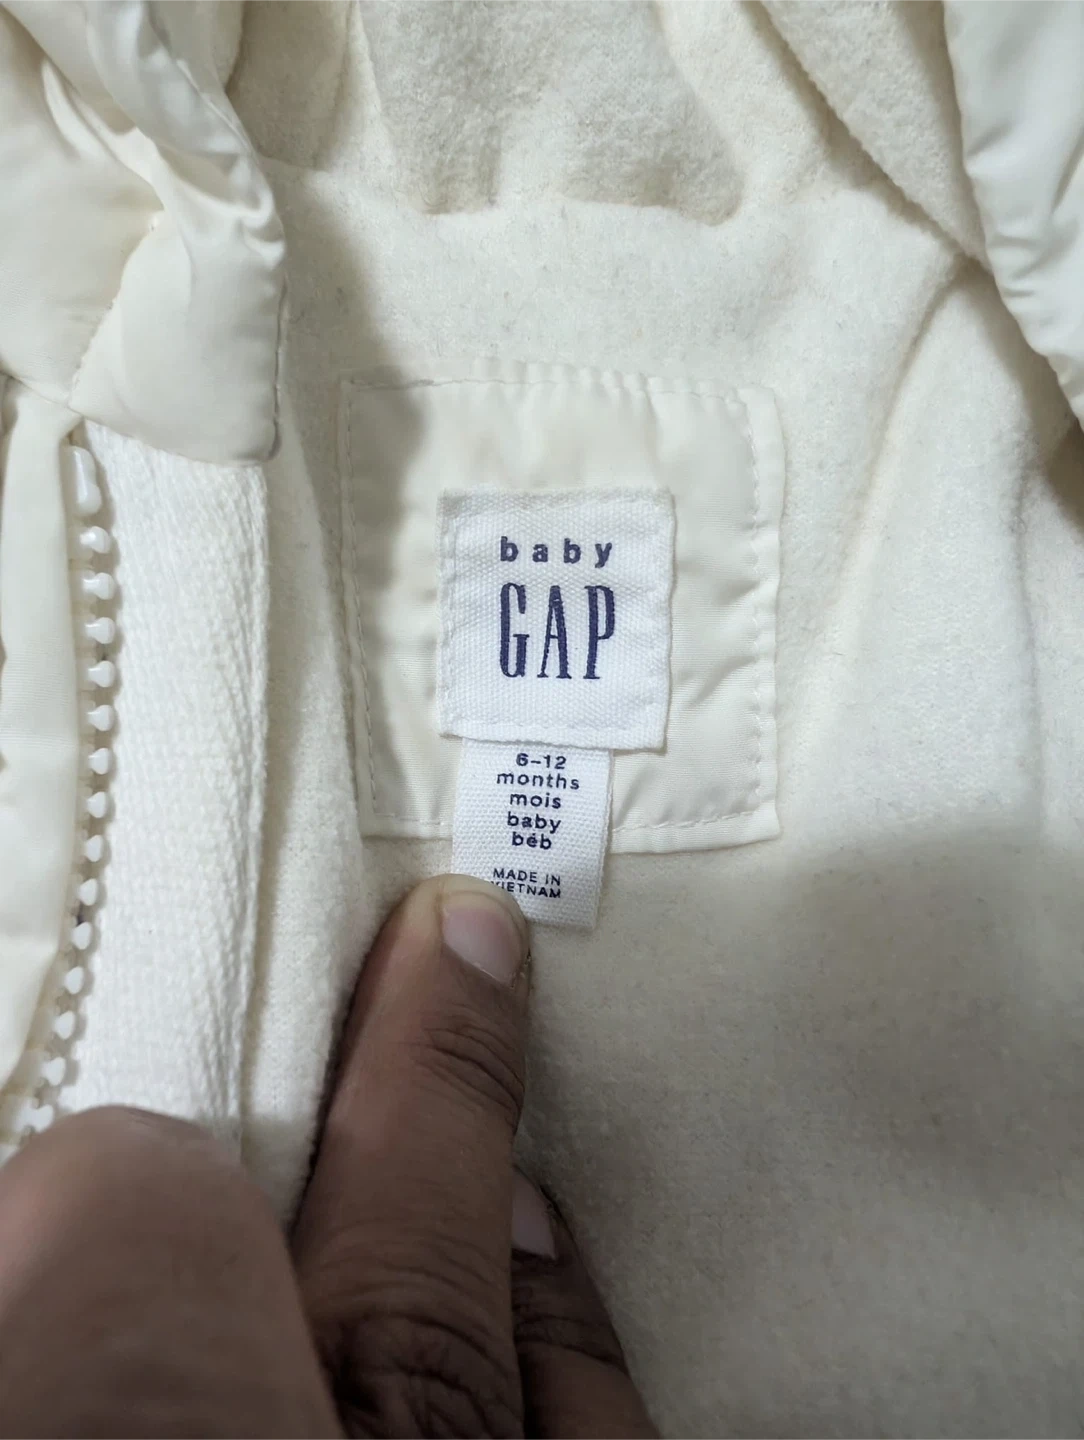 baby
GAP
6-12
months
mois
baby
béb
MADE IN
VIETNAM